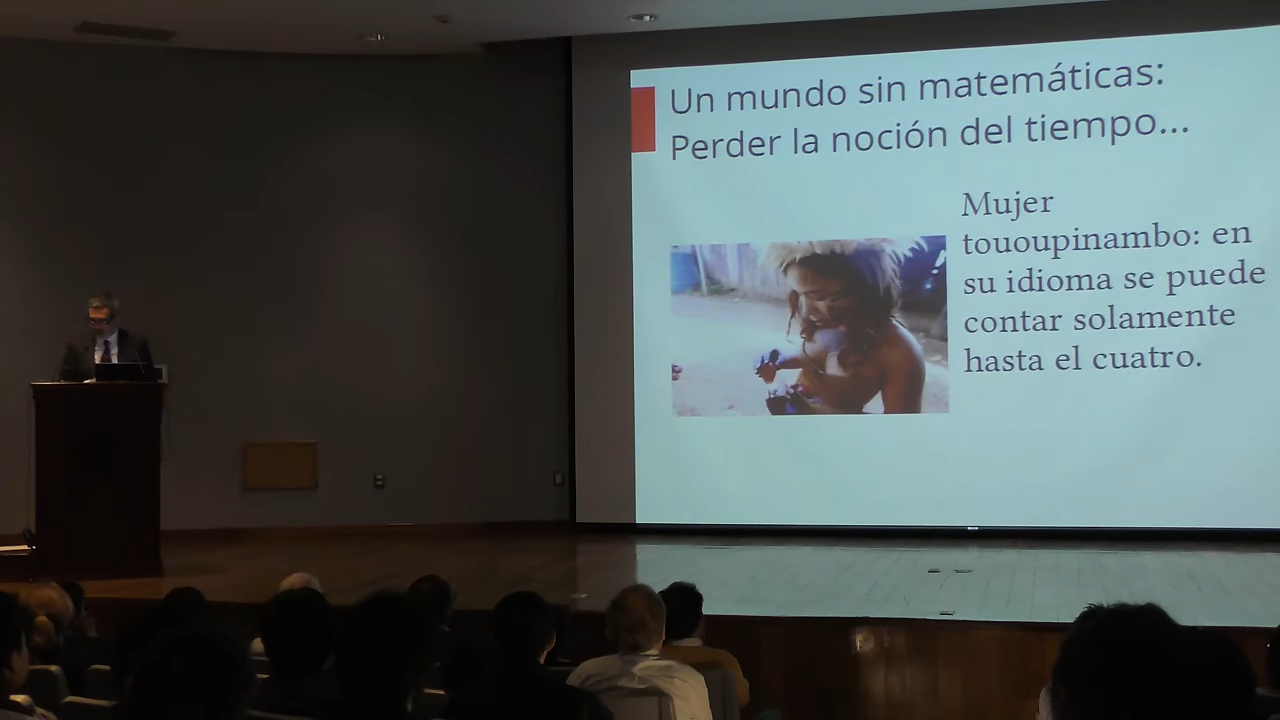 Un mundo sin matemáticas:
Perder la noción del tiempo...
Mujer
tououpinambo: en
su idioma se puede
contar solamente
hasta el cuatro.